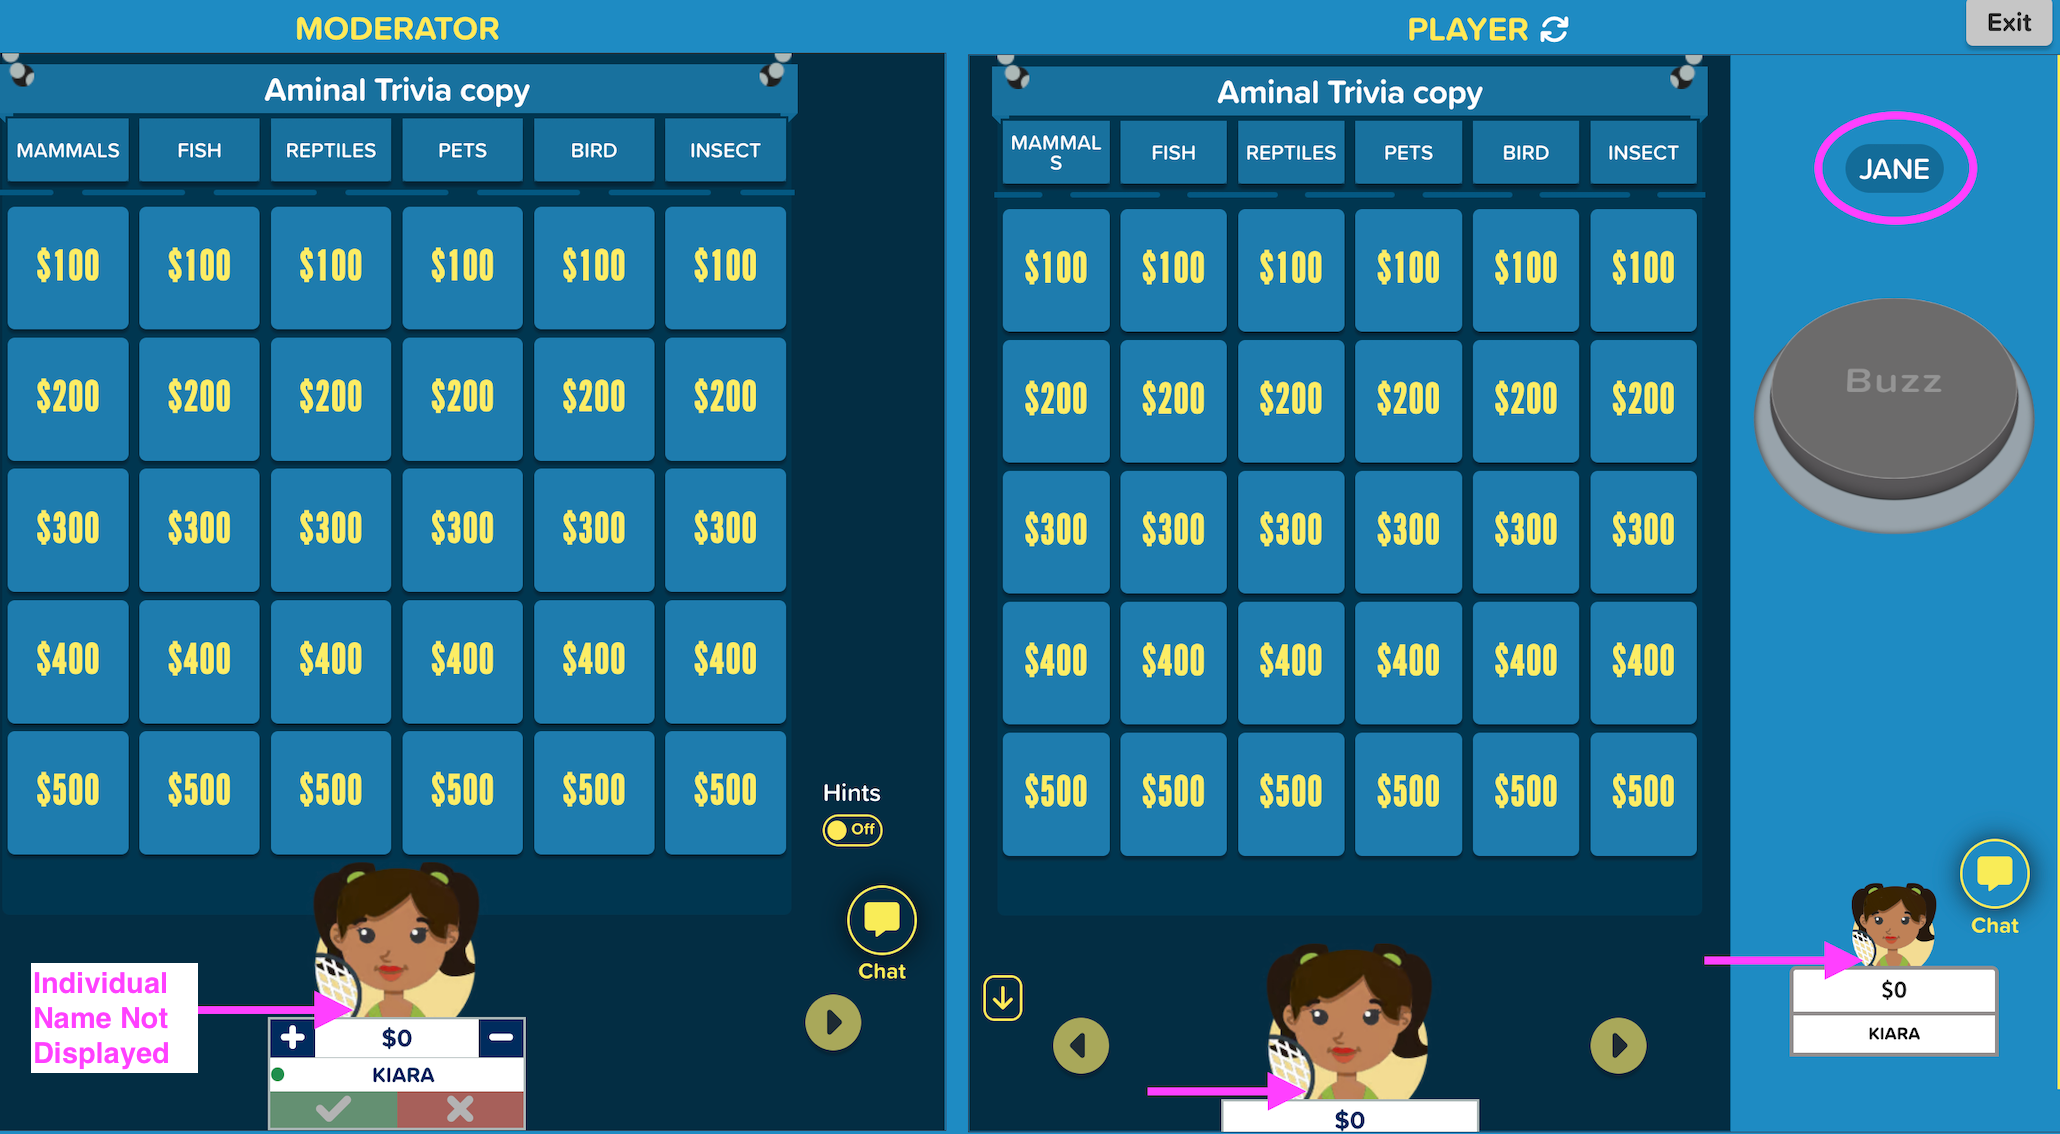 MODERATOR
PLAYER
Exit
Aminal Trivia copy
MAMMALS FISH REPTILES PETS BIRD INSECT
$100 $100 $100 $100 $100 $100
$200 $200 $200 $200 $200 $200
$300 $300 $300 $300 $300 $300
$400 $400 $400 $400 $400 $400
$500 $500 $500 $500 $500 $500
Hints
Off
Chat
Individual
Name Not
Displayed
+ $0 −
KIARA
Aminal Trivia copy
MAMMAL
S
FISH REPTILES PETS BIRD INSECT
$100 $100 $100 $100 $100 $100
$200 $200 $200 $200 $200 $200
$300 $300 $300 $300 $300 $300
$400 $400 $400 $400 $400 $400
$500 $500 $500 $500 $500 $500
$0
JANE
Buzz
Chat
$0
KIARA